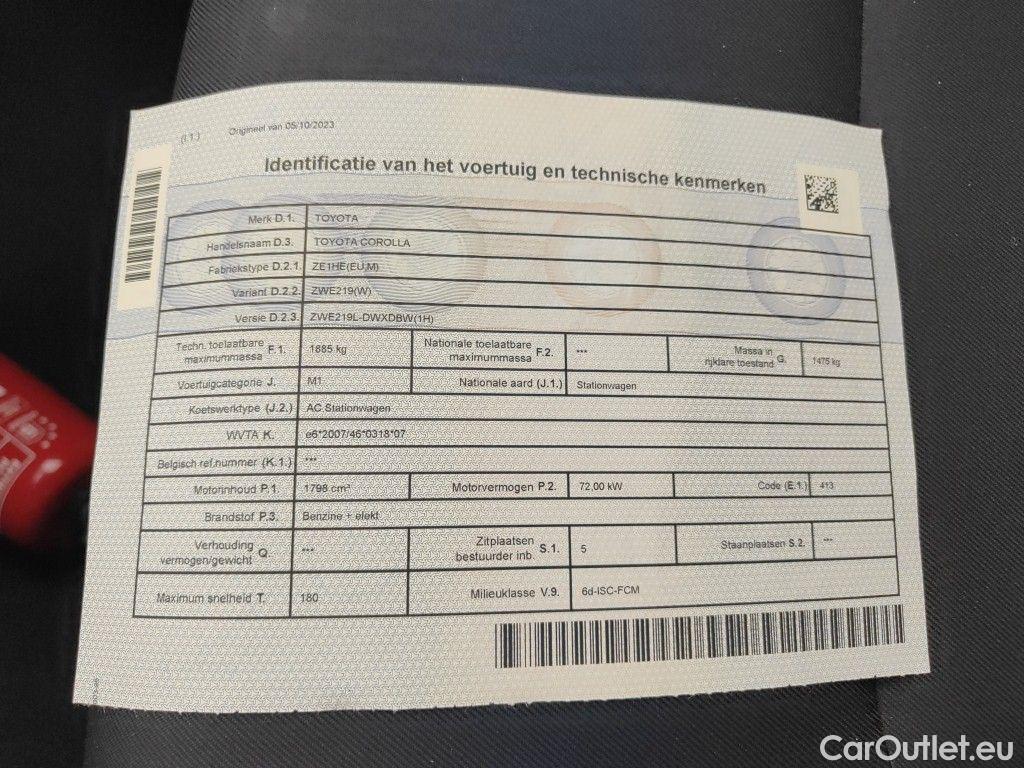 (I.1.) Origineel van 05/10/2023
Identificatie van het voertuig en technische kenmerken
Merk D.1. TOYOTA
Handelsnaam D.3. TOYOTA COROLLA
Fabriekstype D.2.1. ZE1HE(EU,M)
Variant D.2.2. ZWE219(W)
Versie D.2.3. ZWE219L-DWXDBW(1H)
Techn. toelaatbare maximummassa F.1. 1885 kg Nationale toelaatbare maximummassa F.2. *** Massa in rijklare toestand G. 1475 kg
Voertuigcategorie J. M1 Nationale aard (J.1.) Stationwagen
Koetswerktype (J.2.) AC Stationwagen
WVTA K. e6*2007/46*0318*07
Belgisch ref.nummer (K.1.) ***
Motorinhoud P.1. 1798 cm³ Motorvermogen P.2. 72,00 kW Code (E.1.) 413
Brandstof P.3. Benzine + elekt
Verhouding vermogen/gewicht Q. *** Zitplaatsen bestuurder inb. S.1. 5 Staanplaatsen S.2. ***
Maximum snelheid T. 180 Milieuklasse V.9. 6d-ISC-FCM
CarOutlet.eu